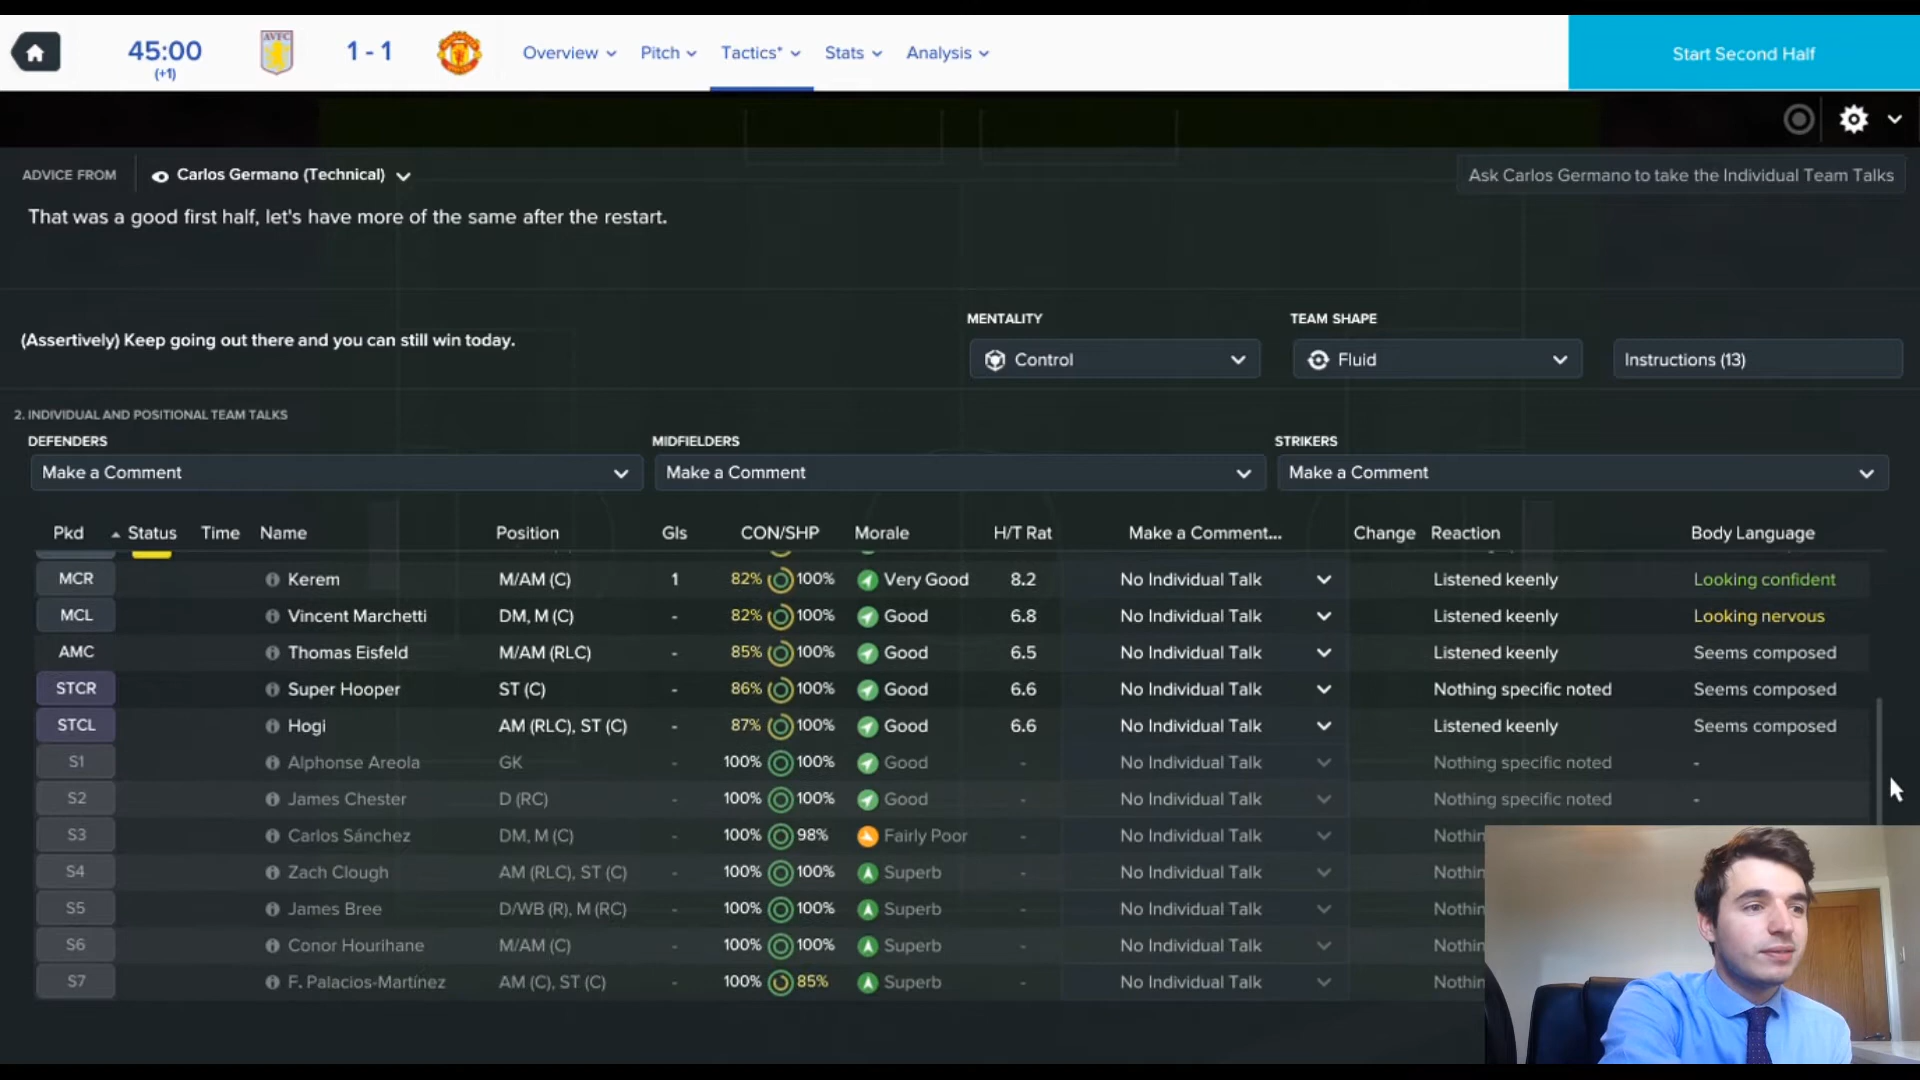 45:00
(+1)
AVFC
1 - 1
Overview
Pitch
Tactics*
Stats
Analysis
Start Second Half
ADVICE FROM
Carlos Germano (Technical)
Ask Carlos Germano to take the Individual Team Talks
That was a good first half, let's have more of the same after the restart.
MENTALITY
TEAM SHAPE
(Assertively) Keep going out there and you can still win today.
Control
Fluid
Instructions (13)
2. INDIVIDUAL AND POSITIONAL TEAM TALKS
DEFENDERS
MIDFIELDERS
STRIKERS
Make a Comment
Make a Comment
Make a Comment
Pkd Status Time Name Position Gls CON/SHP Morale H/T Rat Make a Comment... Change Reaction Body Language
MCR Kerem M/AM (C) 1 82% 100% Very Good 8.2 No Individual Talk Listened keenly Looking confident
MCL Vincent Marchetti DM, M (C) - 82% 100% Good 6.8 No Individual Talk Listened keenly Looking nervous
AMC Thomas Eisfeld M/AM (RLC) - 85% 100% Good 6.5 No Individual Talk Listened keenly Seems composed
STCR Super Hooper ST (C) - 86% 100% Good 6.6 No Individual Talk Nothing specific noted Seems composed
STCL Hogi AM (RLC), ST (C) - 87% 100% Good 6.6 No Individual Talk Listened keenly Seems composed
S1 Alphonse Areola GK - 100% 100% Good - No Individual Talk Nothing specific noted -
S2 James Chester D (RC) - 100% 100% Good - No Individual Talk Nothing specific noted -
S3 Carlos Sánchez DM, M (C) - 100% 98% Fairly Poor - No Individual Talk Nothin
S4 Zach Clough AM (RLC), ST (C) - 100% 100% Superb - No Individual Talk Nothin
S5 James Bree D/WB (R), M (RC) - 100% 100% Superb - No Individual Talk Nothin
S6 Conor Hourihane M/AM (C) - 100% 100% Superb - No Individual Talk Nothin
S7 F. Palacios-Martínez AM (C), ST (C) - 100% 85% Superb - No Individual Talk Nothin